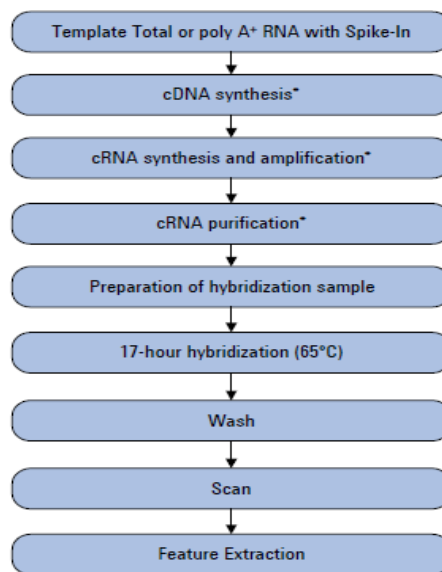 Template Total or poly A+ RNA with Spike-In
cDNA synthesis*
cRNA synthesis and amplification*
cRNA purification*
Preparation of hybridization sample
17-hour hybridization (65°C)
Wash
Scan
Feature Extraction